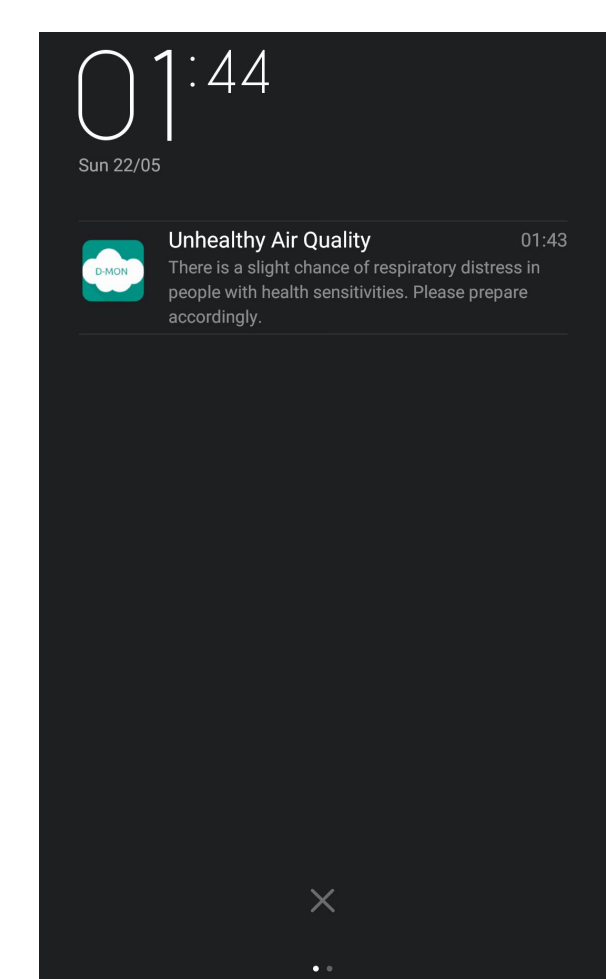 01:44
Sun 22/05
D-MON
Unhealthy Air Quality 01:43
There is a slight chance of respiratory distress in
people with health sensitivities. Please prepare
accordingly.